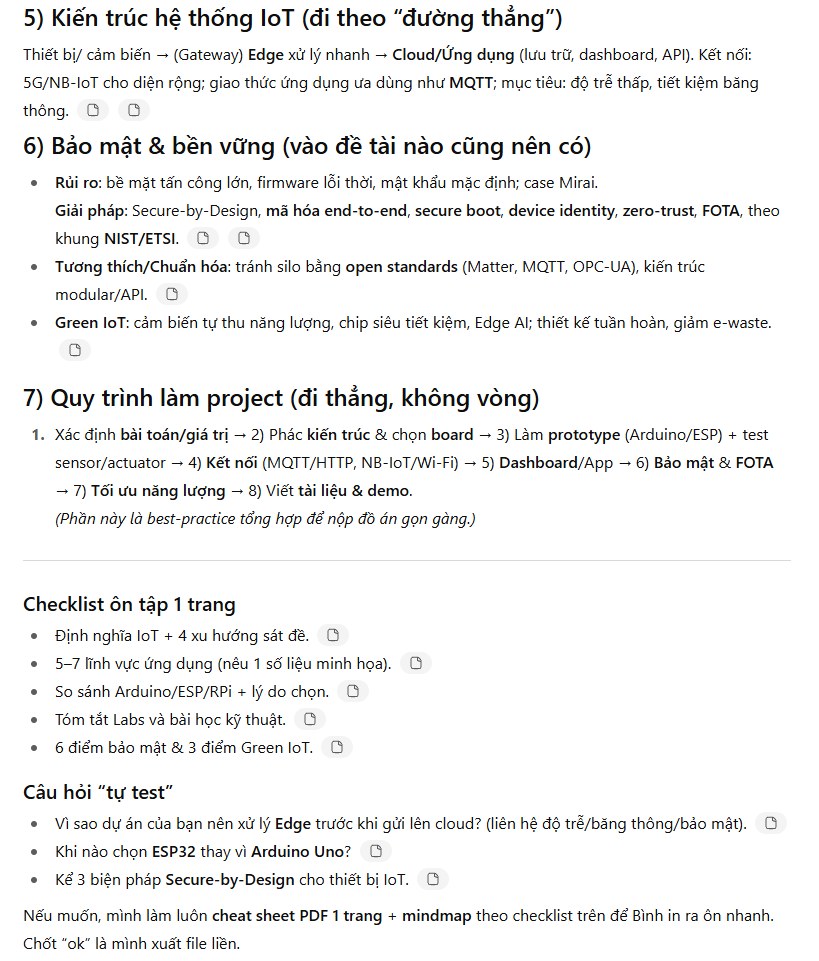 5) Kiến trúc hệ thống IoT (đi theo “đường thẳng”)
Thiết bị/ cảm biến → (Gateway) Edge xử lý nhanh → Cloud/Ứng dụng (lưu trữ, dashboard, API). Kết nối:
5G/NB-IoT cho diện rộng; giao thức ứng dụng ưa dùng như MQTT; mục tiêu: độ trễ thấp, tiết kiệm băng
thông.
6) Bảo mật & bền vững (vào đề tài nào cũng nên có)
• Rủi ro: bề mặt tấn công lớn, firmware lỗi thời, mật khẩu mặc định; case Mirai.
Giải pháp: Secure-by-Design, mã hóa end-to-end, secure boot, device identity, zero-trust, FOTA, theo
khung NIST/ETSI.
• Tương thích/Chuẩn hóa: tránh silo bằng open standards (Matter, MQTT, OPC-UA), kiến trúc
modular/API.
• Green IoT: cảm biến tự thu năng lượng, chip siêu tiết kiệm, Edge AI; thiết kế tuần hoàn, giảm e-waste.
7) Quy trình làm project (đi thẳng, không vòng)
1. Xác định bài toán/giá trị → 2) Phác kiến trúc & chọn board → 3) Làm prototype (Arduino/ESP) + test
sensor/actuator → 4) Kết nối (MQTT/HTTP, NB-IoT/Wi-Fi) → 5) Dashboard/App → 6) Bảo mật & FOTA
→ 7) Tối ưu năng lượng → 8) Viết tài liệu & demo.
(Phần này là best-practice tổng hợp để nộp đồ án gọn gàng.)
Checklist ôn tập 1 trang
• Định nghĩa IoT + 4 xu hướng sát đề.
• 5–7 lĩnh vực ứng dụng (nêu 1 số liệu minh họa).
• So sánh Arduino/ESP/RPi + lý do chọn.
• Tóm tắt Labs và bài học kỹ thuật.
• 6 điểm bảo mật & 3 điểm Green IoT.
Câu hỏi “tự test”
• Vì sao dự án của bạn nên xử lý Edge trước khi gửi lên cloud? (liên hệ độ trễ/băng thông/bảo mật).
• Khi nào chọn ESP32 thay vì Arduino Uno?
• Kể 3 biện pháp Secure-by-Design cho thiết bị IoT.
Nếu muốn, mình làm luôn cheat sheet PDF 1 trang + mindmap theo checklist trên để Bình in ra ôn nhanh.
Chốt “ok” là mình xuất file liền.